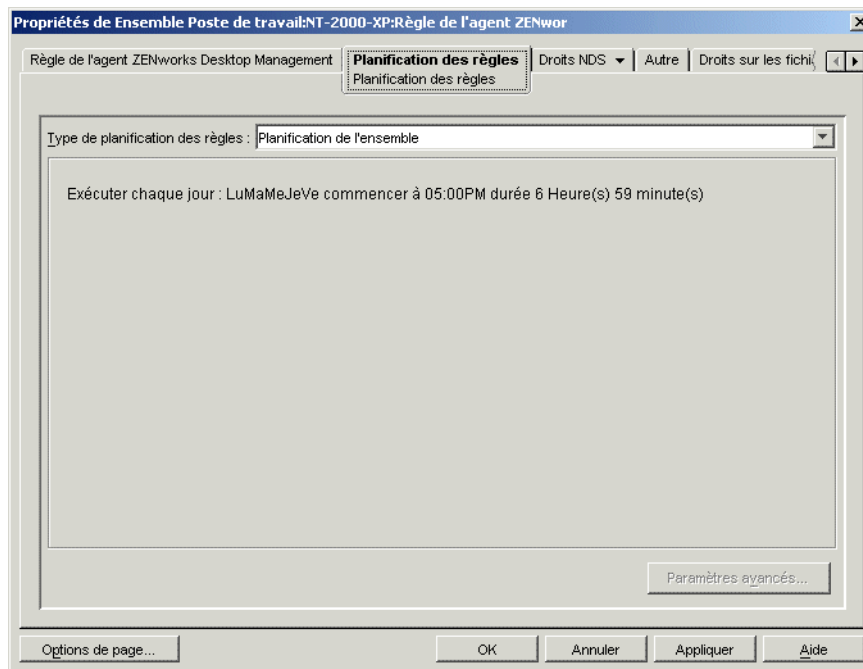 Propriétés de Ensemble Poste de travail:NT-2000-XP:Règle de l'agent ZENwor
Règle de l'agent ZENworks Desktop Management Planification des règles Droits NDS Autre Droits sur les fichi
Planification des règles
Type de planification des règles : Planification de l'ensemble
Exécuter chaque jour : LuMaMeJeVe commencer à 05:00PM durée 6 Heure(s) 59 minute(s)
Paramètres avancés...
Options de page... OK Annuler Appliquer Aide